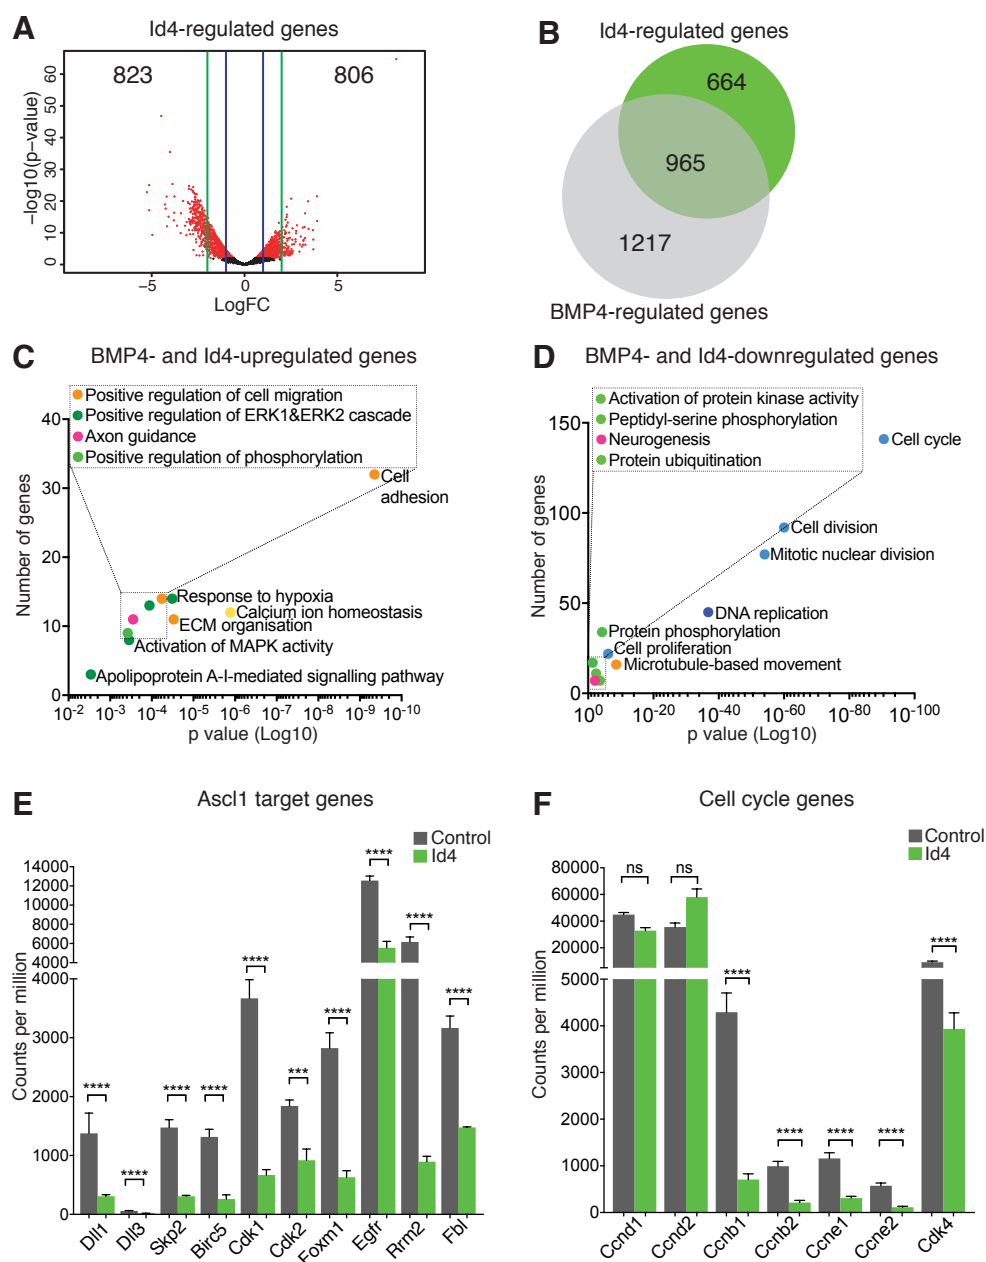 A
Id4-regulated genes
823
806
60
50
40
30
20
10
0
−log10(p−value)
−5
0
5
LogFC
B
Id4-regulated genes
664
965
1217
BMP4-regulated genes
C
BMP4- and Id4-upregulated genes
Positive regulation of cell migration
Positive regulation of ERK1&ERK2 cascade
Axon guidance
Positive regulation of phosphorylation
Cell
adhesion
Response to hypoxia
Calcium ion homeostasis
ECM organisation
Activation of MAPK activity
Apolipoprotein A-I-mediated signalling pathway
40
30
20
10
0
Number of genes
10-2 10-3 10-4 10-5 10-6 10-7 10-8 10-9 10-10
p value (Log10)
D
BMP4- and Id4-downregulated genes
Activation of protein kinase activity
Peptidyl-serine phosphorylation
Neurogenesis
Protein ubiquitination
Cell cycle
Cell division
Mitotic nuclear division
DNA replication
Protein phosphorylation
Cell proliferation
Microtubule-based movement
150
100
50
0
Number of genes
100 10-20 10-40 10-60 10-80 10-100
p value (Log10)
E
Ascl1 target genes
Control
Id4
14000
12000
10000
8000
6000
4000
4000
3000
2000
1000
0
Counts per million
**** **** **** **** **** *** **** **** **** ****
Dll1 Dll3 Skp2 Birc5 Cdk1 Cdk2 Foxm1 Egfr Rrm2 Fbl
F
Cell cycle genes
Control
Id4
80000
60000
40000
20000
5000
4000
3000
2000
1000
0
Counts per million
ns ns **** **** **** **** ****
Ccnd1 Ccnd2 Ccnb1 Ccnb2 Ccne1 Ccne2 Cdk4